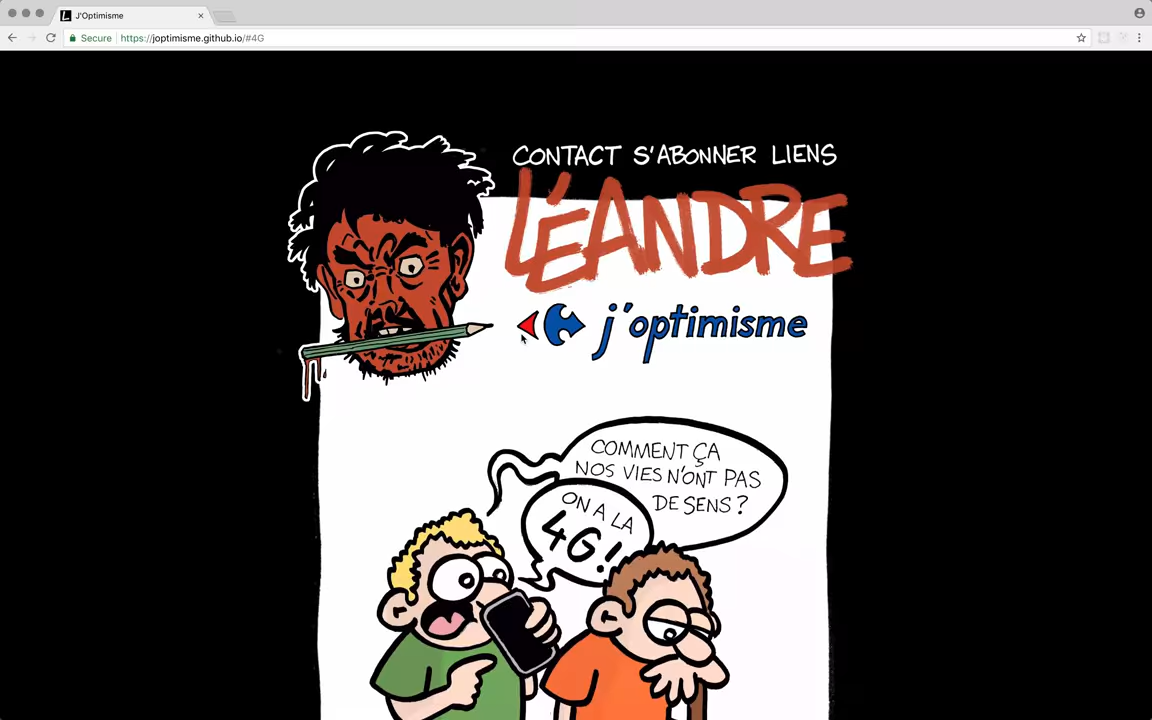 J'Optimisme
Secure https://joptimisme.github.io/#4G
CONTACT S'ABONNER LIENS
LÉANDRE
j'optimisme
COMMENT ÇA
NOS VIES N'ONT PAS
DE SENS?
ON A LA
4G!